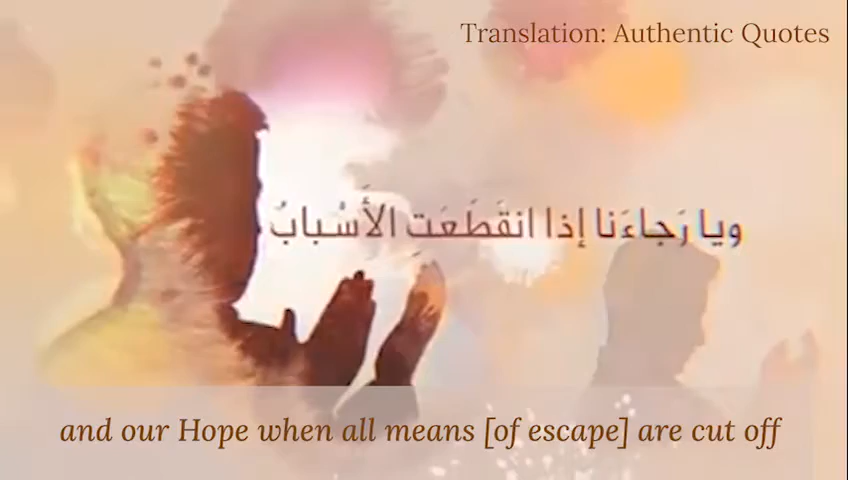 Translation: Authentic Quotes
ويا رَجاءَنا إذا انقَطَعَتِ الأَسْبابُ
and our Hope when all means [of escape] are cut off